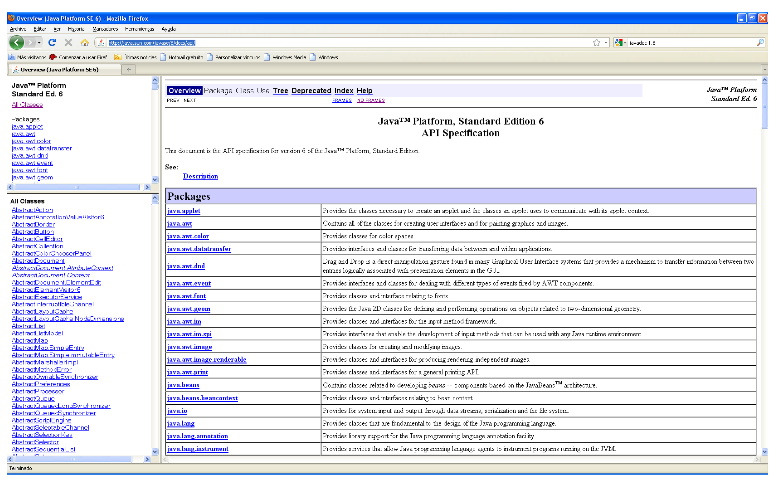 Overview (Java Platform SE 6) - Mozilla Firefox
Archivo Editar Ver Historia Marcadores Herramientas Ayuda
javadoc 1.6
Más visitados Comenzar a usar Firef... Últimas noticias Hotmail gratuito Personalizar vínculos Windows Media Windows
Overview (Java Platform SE 6)
Java™ Platform
Standard Ed. 6
All Classes
Packages
java.applet
java.awt
java.awt.color
java.awt.datatransfer
java.awt.dnd
java.awt.event
java.awt.font
java.awt.geom
All Classes
AbstractAction
AbstractAnnotationValueVisitor6
AbstractBorder
AbstractButton
AbstractCellEditor
AbstractCollection
AbstractColorChooserPanel
AbstractDocument
AbstractDocument.AttributeContext
AbstractDocument.Content
AbstractDocument.ElementEdit
AbstractElementVisitor6
AbstractExecutorService
AbstractInterruptibleChannel
AbstractLayoutCache
AbstractLayoutCache.NodeDimensions
AbstractList
AbstractListModel
AbstractMap
AbstractMap.SimpleEntry
AbstractMap.SimpleImmutableEntry
AbstractMarshallerImpl
AbstractMethodError
AbstractOwnableSynchronizer
AbstractPreferences
AbstractProcessor
AbstractQueue
AbstractQueuedLongSynchronizer
AbstractQueuedSynchronizer
AbstractScriptEngine
AbstractSelectableChannel
AbstractSelectionKey
AbstractSelector
AbstractSequentialList
Overview Package Class Use Tree Deprecated Index Help
PREV NEXT FRAMES NO FRAMES
Java™ Platform
Standard Ed. 6
Java™ Platform, Standard Edition 6
API Specification
This document is the API specification for version 6 of the Java™ Platform, Standard Edition.
See:
Description
Packages
java.applet Provides the classes necessary to create an applet and the classes an applet uses to communicate with its applet context.
java.awt Contains all of the classes for creating user interfaces and for painting graphics and images.
java.awt.color Provides classes for color spaces.
java.awt.datatransfer Provides interfaces and classes for transferring data between and within applications.
java.awt.dnd Drag and Drop is a direct manipulation gesture found in many Graphical User Interface systems that provides a mechanism to transfer information between two
entities logically associated with presentation elements in the GUI.
java.awt.event Provides interfaces and classes for dealing with different types of events fired by AWT components.
java.awt.font Provides classes and interface relating to fonts.
java.awt.geom Provides the Java 2D classes for defining and performing operations on objects related to two-dimensional geometry.
java.awt.im Provides classes and interfaces for the input method framework.
java.awt.im.spi Provides interfaces that enable the development of input methods that can be used with any Java runtime environment.
java.awt.image Provides classes for creating and modifying images.
java.awt.image.renderable Provides classes and interfaces for producing rendering-independent images.
java.awt.print Provides classes and interfaces for a general printing API.
java.beans Contains classes related to developing beans -- components based on the JavaBeans™ architecture.
java.beans.beancontext Provides classes and interfaces relating to bean context.
java.io Provides for system input and output through data streams, serialization and the file system.
java.lang Provides classes that are fundamental to the design of the Java programming language.
java.lang.annotation Provides library support for the Java programming language annotation facility.
java.lang.instrument Provides services that allow Java programming language agents to instrument programs running on the JVM.
Terminado